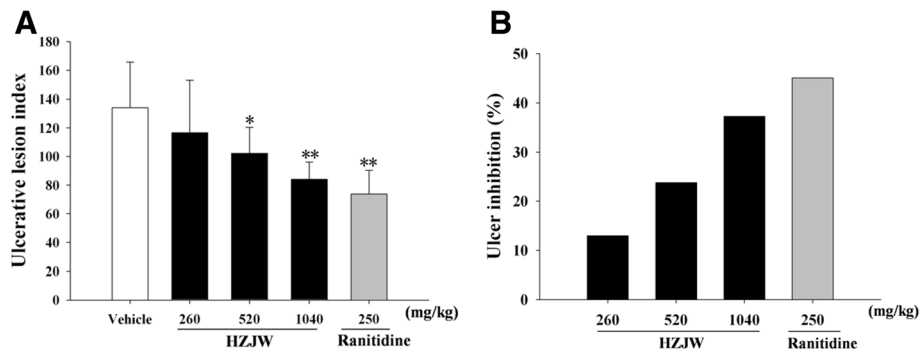 A
Ulcerative lesion index
180
160
140
120
100
80
60
40
20
0
*
**
**
Vehicle 260 520 1040 250 (mg/kg)
HZJW Ranitidine
B
Ulcer inhibition (%)
50
40
30
20
10
0
260 520 1040 250 (mg/kg)
HZJW Ranitidine